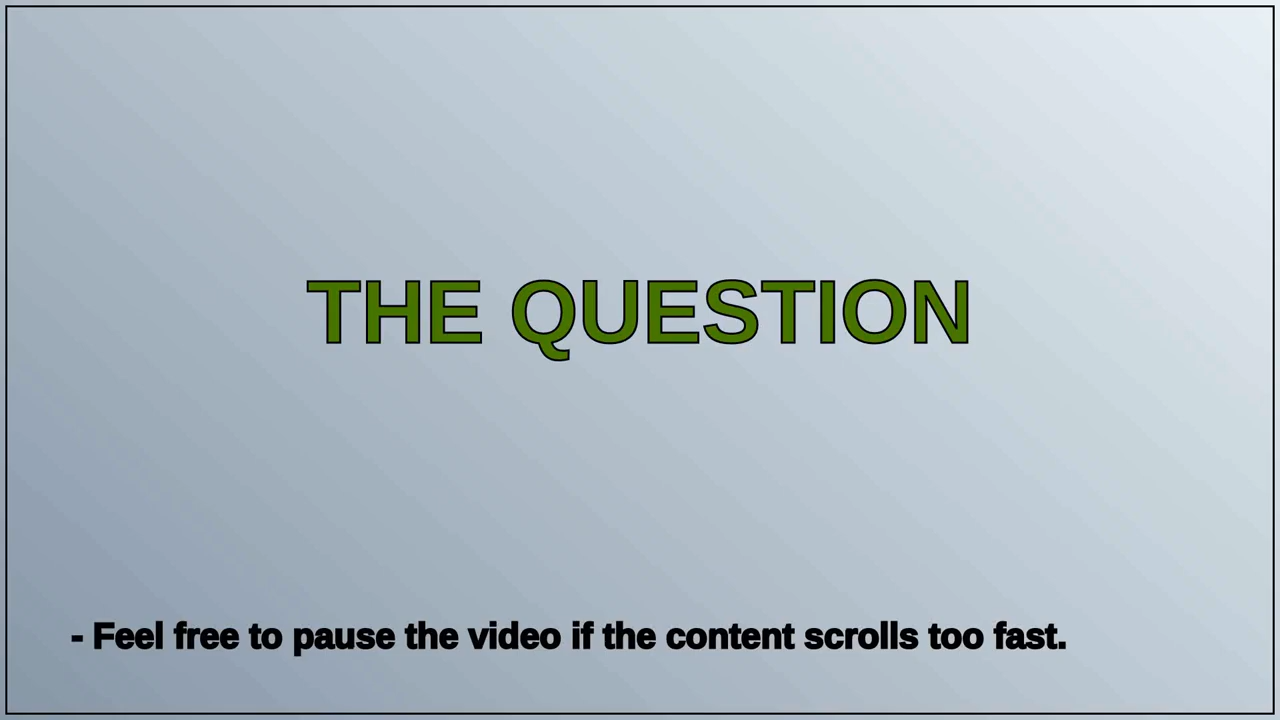 THE QUESTION
- Feel free to pause the video if the content scrolls too fast.